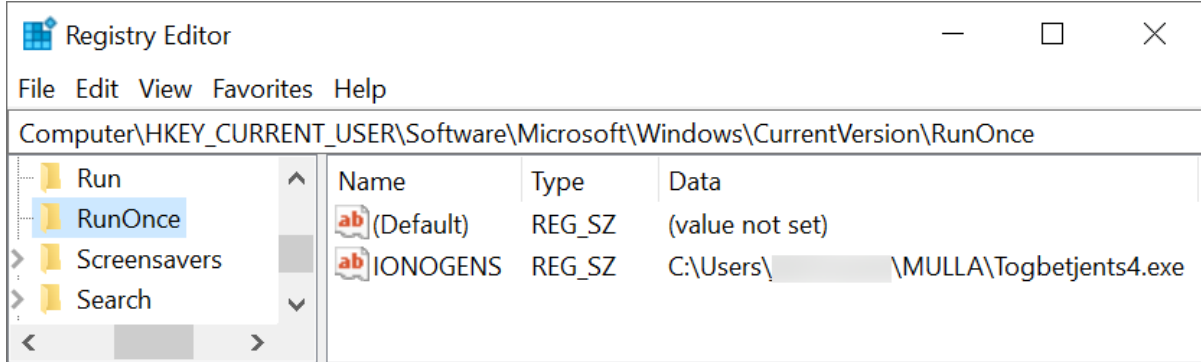 Registry Editor
File Edit View Favorites Help
Computer\HKEY_CURRENT_USER\Software\Microsoft\Windows\CurrentVersion\RunOnce
Run
RunOnce
Screensavers
Search
Name Type Data
(Default) REG_SZ (value not set)
IONOGENS REG_SZ C:\Users\ \MULLA\Togbetjents4.exe